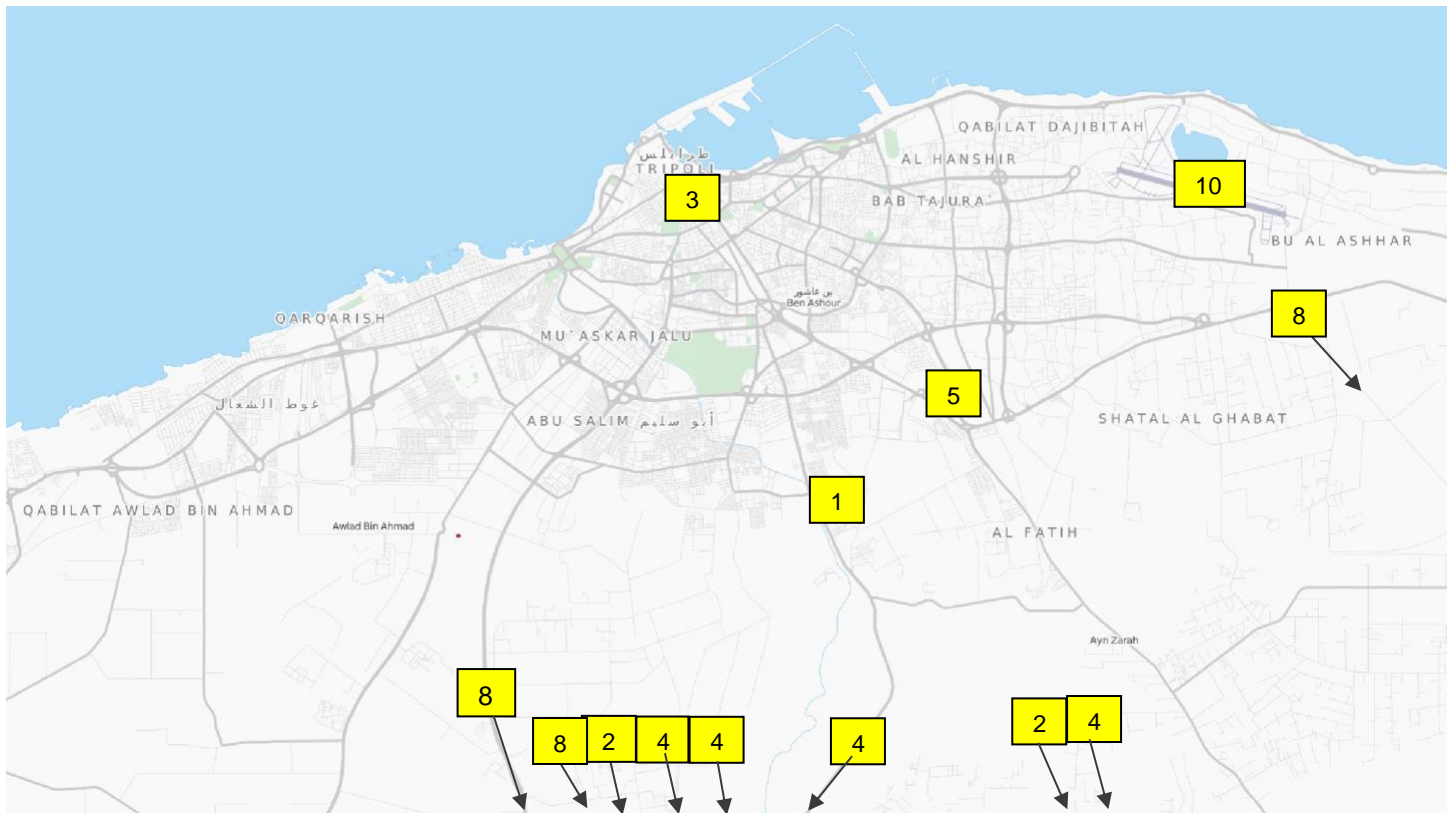 QABILAT DAJIBITAH
طرابلس
TRIPOLI
AL HANSHIR
3
10
BAB TAJURA`
BU AL ASHHAR
بن عاشور
Ben Ashour
QARQARISH
8
MU`ASKAR JALU
5
غوط الشعال
ABU SALIM أبو سليم
SHATAL AL GHABAT
1
QABILAT AWLAD BIN AHMAD
Awlad Bin Ahmad
AL FATIH
Ayn Zarah
8
8
2
4
4
4
2
4